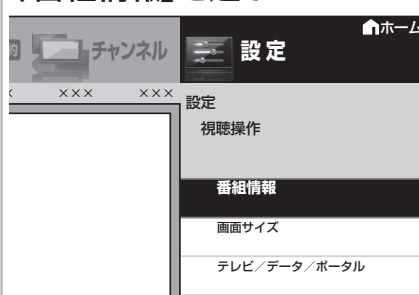 ホーム
的 チャンネル 設定
××× ×××
設定
視聴操作
番組情報
画面サイズ
テレビ／データ／ポータル